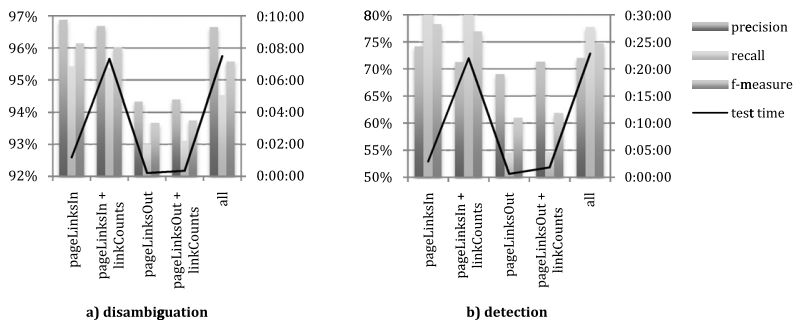 97%
96%
95%
94%
93%
92%
0:10:00
0:08:00
0:06:00
0:04:00
0:02:00
0:00:00
pageLinksIn
pageLinksIn +
linkCounts
pageLinksOut
pageLinksOut +
linkCounts
all
a) disambiguation
80%
75%
70%
65%
60%
55%
50%
0:30:00
0:25:00
0:20:00
0:15:00
0:10:00
0:05:00
0:00:00
pageLinksIn
pageLinksIn +
linkCounts
pageLinksOut
pageLinksOut +
linkCounts
all
b) detection
precision
recall
f-measure
test time